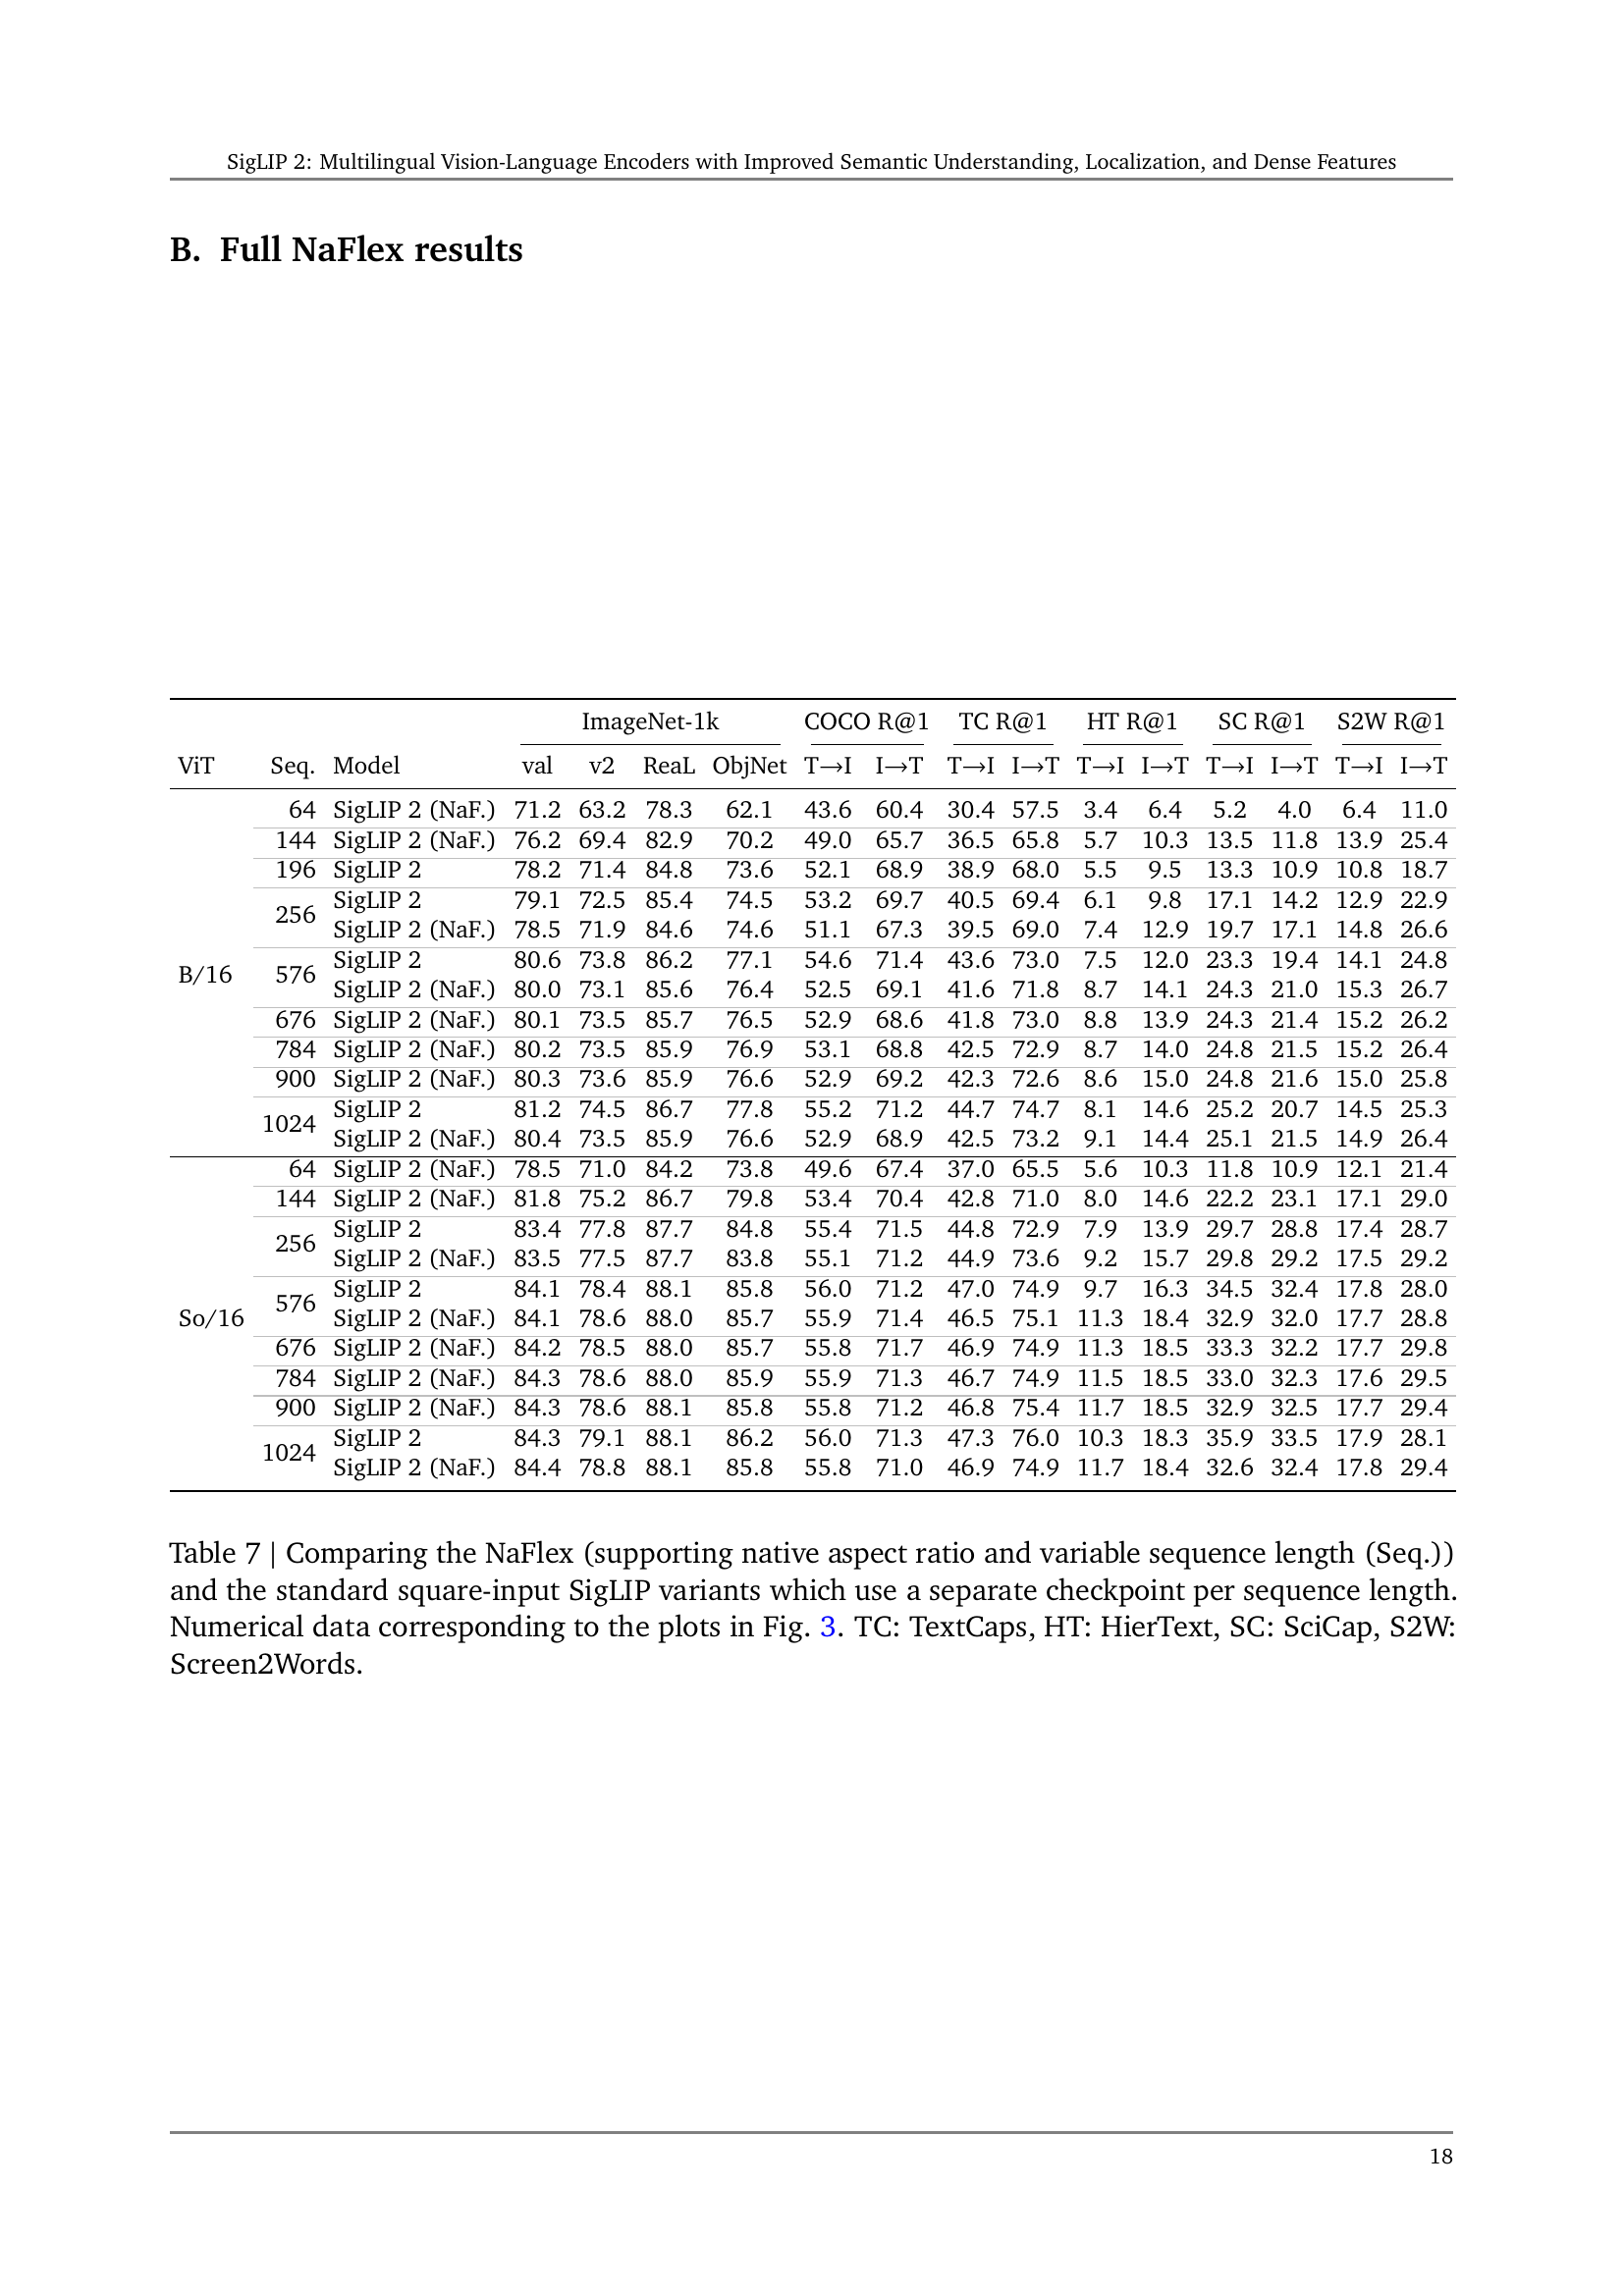 SigLIP 2: Multilingual Vision-Language Encoders with Improved Semantic Understanding, Localization, and Dense Features
B. Full NaFlex results
ImageNet-1k COCO R@1 TC R@1 HT R@1 SC R@1 S2W R@1
ViT Seq. Model val v2 ReaL ObjNet T→I I→T T→I I→T T→I I→T T→I I→T T→I I→T
64 SigLIP 2 (NaF.) 71.2 63.2 78.3 62.1 43.6 60.4 30.4 57.5 3.4 6.4 5.2 4.0 6.4 11.0
144 SigLIP 2 (NaF.) 76.2 69.4 82.9 70.2 49.0 65.7 36.5 65.8 5.7 10.3 13.5 11.8 13.9 25.4
196 SigLIP 2 78.2 71.4 84.8 73.6 52.1 68.9 38.9 68.0 5.5 9.5 13.3 10.9 10.8 18.7
256 SigLIP 2 79.1 72.5 85.4 74.5 53.2 69.7 40.5 69.4 6.1 9.8 17.1 14.2 12.9 22.9
SigLIP 2 (NaF.) 78.5 71.9 84.6 74.6 51.1 67.3 39.5 69.0 7.4 12.9 19.7 17.1 14.8 26.6
B/16 576 SigLIP 2 80.6 73.8 86.2 77.1 54.6 71.4 43.6 73.0 7.5 12.0 23.3 19.4 14.1 24.8
SigLIP 2 (NaF.) 80.0 73.1 85.6 76.4 52.5 69.1 41.6 71.8 8.7 14.1 24.3 21.0 15.3 26.7
676 SigLIP 2 (NaF.) 80.1 73.5 85.7 76.5 52.9 68.6 41.8 73.0 8.8 13.9 24.3 21.4 15.2 26.2
784 SigLIP 2 (NaF.) 80.2 73.5 85.9 76.9 53.1 68.8 42.5 72.9 8.7 14.0 24.8 21.5 15.2 26.4
900 SigLIP 2 (NaF.) 80.3 73.6 85.9 76.6 52.9 69.2 42.3 72.6 8.6 15.0 24.8 21.6 15.0 25.8
1024 SigLIP 2 81.2 74.5 86.7 77.8 55.2 71.2 44.7 74.7 8.1 14.6 25.2 20.7 14.5 25.3
SigLIP 2 (NaF.) 80.4 73.5 85.9 76.6 52.9 68.9 42.5 73.2 9.1 14.4 25.1 21.5 14.9 26.4
64 SigLIP 2 (NaF.) 78.5 71.0 84.2 73.8 49.6 67.4 37.0 65.5 5.6 10.3 11.8 10.9 12.1 21.4
144 SigLIP 2 (NaF.) 81.8 75.2 86.7 79.8 53.4 70.4 42.8 71.0 8.0 14.6 22.2 23.1 17.1 29.0
256 SigLIP 2 83.4 77.8 87.7 84.8 55.4 71.5 44.8 72.9 7.9 13.9 29.7 28.8 17.4 28.7
SigLIP 2 (NaF.) 83.5 77.5 87.7 83.8 55.1 71.2 44.9 73.6 9.2 15.7 29.8 29.2 17.5 29.2
So/16 576 SigLIP 2 84.1 78.4 88.1 85.8 56.0 71.2 47.0 74.9 9.7 16.3 34.5 32.4 17.8 28.0
SigLIP 2 (NaF.) 84.1 78.6 88.0 85.7 55.9 71.4 46.5 75.1 11.3 18.4 32.9 32.0 17.7 28.8
676 SigLIP 2 (NaF.) 84.2 78.5 88.0 85.7 55.8 71.7 46.9 74.9 11.3 18.5 33.3 32.2 17.7 29.8
784 SigLIP 2 (NaF.) 84.3 78.6 88.0 85.9 55.9 71.3 46.7 74.9 11.5 18.5 33.0 32.3 17.6 29.5
900 SigLIP 2 (NaF.) 84.3 78.6 88.1 85.8 55.8 71.2 46.8 75.4 11.7 18.5 32.9 32.5 17.7 29.4
1024 SigLIP 2 84.3 79.1 88.1 86.2 56.0 71.3 47.3 76.0 10.3 18.3 35.9 33.5 17.9 28.1
SigLIP 2 (NaF.) 84.4 78.8 88.1 85.8 55.8 71.0 46.9 74.9 11.7 18.4 32.6 32.4 17.8 29.4
Table 7 | Comparing the NaFlex (supporting native aspect ratio and variable sequence length (Seq.))
and the standard square-input SigLIP variants which use a separate checkpoint per sequence length.
Numerical data corresponding to the plots in Fig. 3. TC: TextCaps, HT: HierText, SC: SciCap, S2W:
Screen2Words.
18